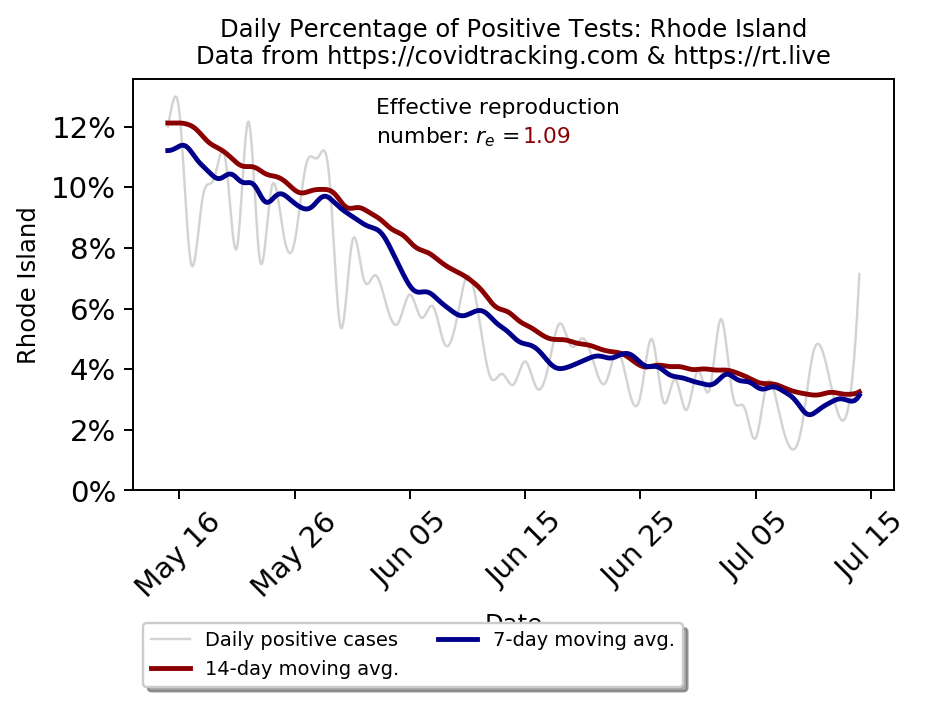 Daily Percentage of Positive Tests: Rhode Island
Data from https://covidtracking.com & https://rt.live
Effective reproduction
number: rₑ =1.09
12%
10%
8%
6%
4%
2%
0%
Rhode Island
May 16
May 26
Jun 05
Jun 15
Jun 25
Jul 05
Jul 15
Date
Daily positive cases
14-day moving avg.
7-day moving avg.